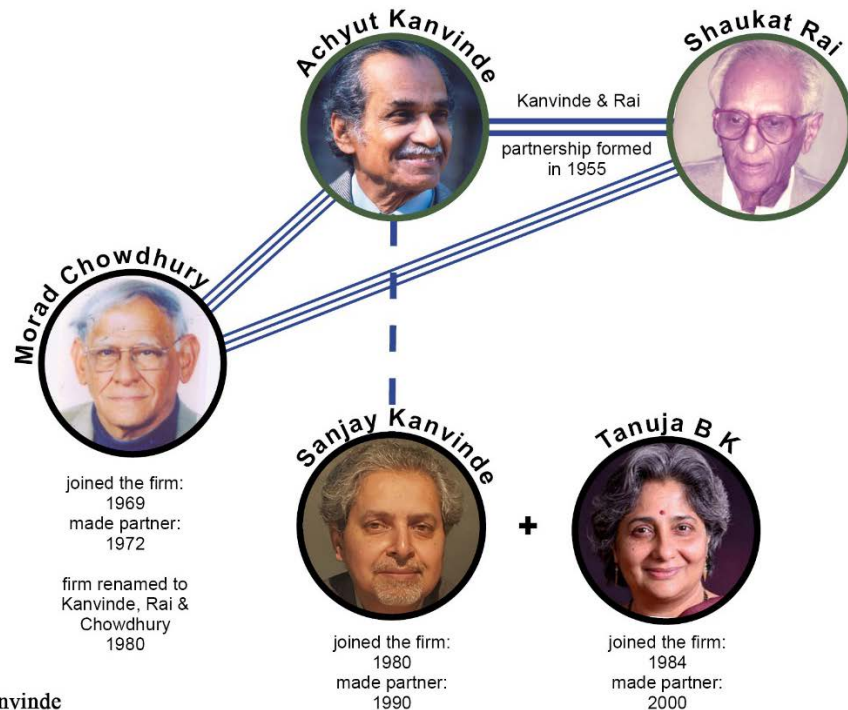 Achyut Kanvinde
Shaukat Rai
Kanvinde & Rai
partnership formed
in 1955
Morad Chowdhury
joined the firm:
1969
made partner:
1972
firm renamed to
Kanvinde, Rai &
Chowdhury
1980
Sanjay Kanvinde
+
Tanuja B K
joined the firm:
1980
made partner:
1990
joined the firm:
1984
made partner:
2000
nvinde